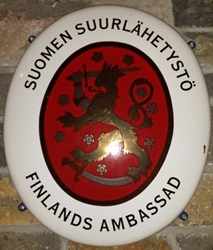 SUOMEN SUURLÄHETYSTÖ
FINLANDS AMBASSAD